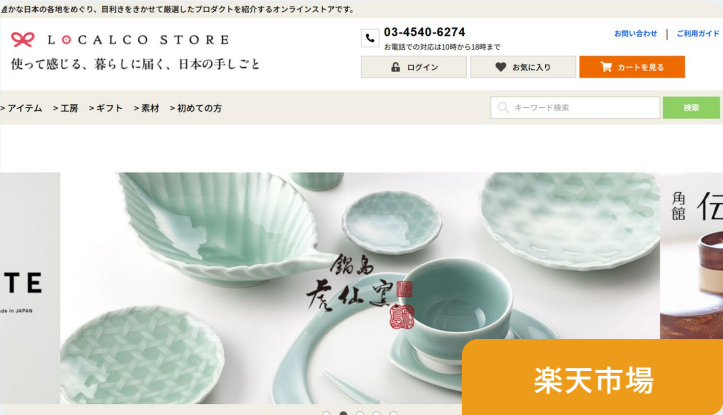 かな日本の各地をめぐり、目利きをきかせて厳選したプロダクトを紹介するオンラインストアです。
LOCALCO STORE
使って感じる、暮らしに届く、日本の手しごと
03-4540-6274
お電話での対応は10時から18時まで
お問い合わせ | ご利用ガイド
ログイン
お気に入り
カートを見る
> アイテム > 工房 > ギフト > 素材 > 初めての方
キーワード検索
検索
角館
伝
TE
de in JAPAN
鍋島
虎仙窯
楽天市場